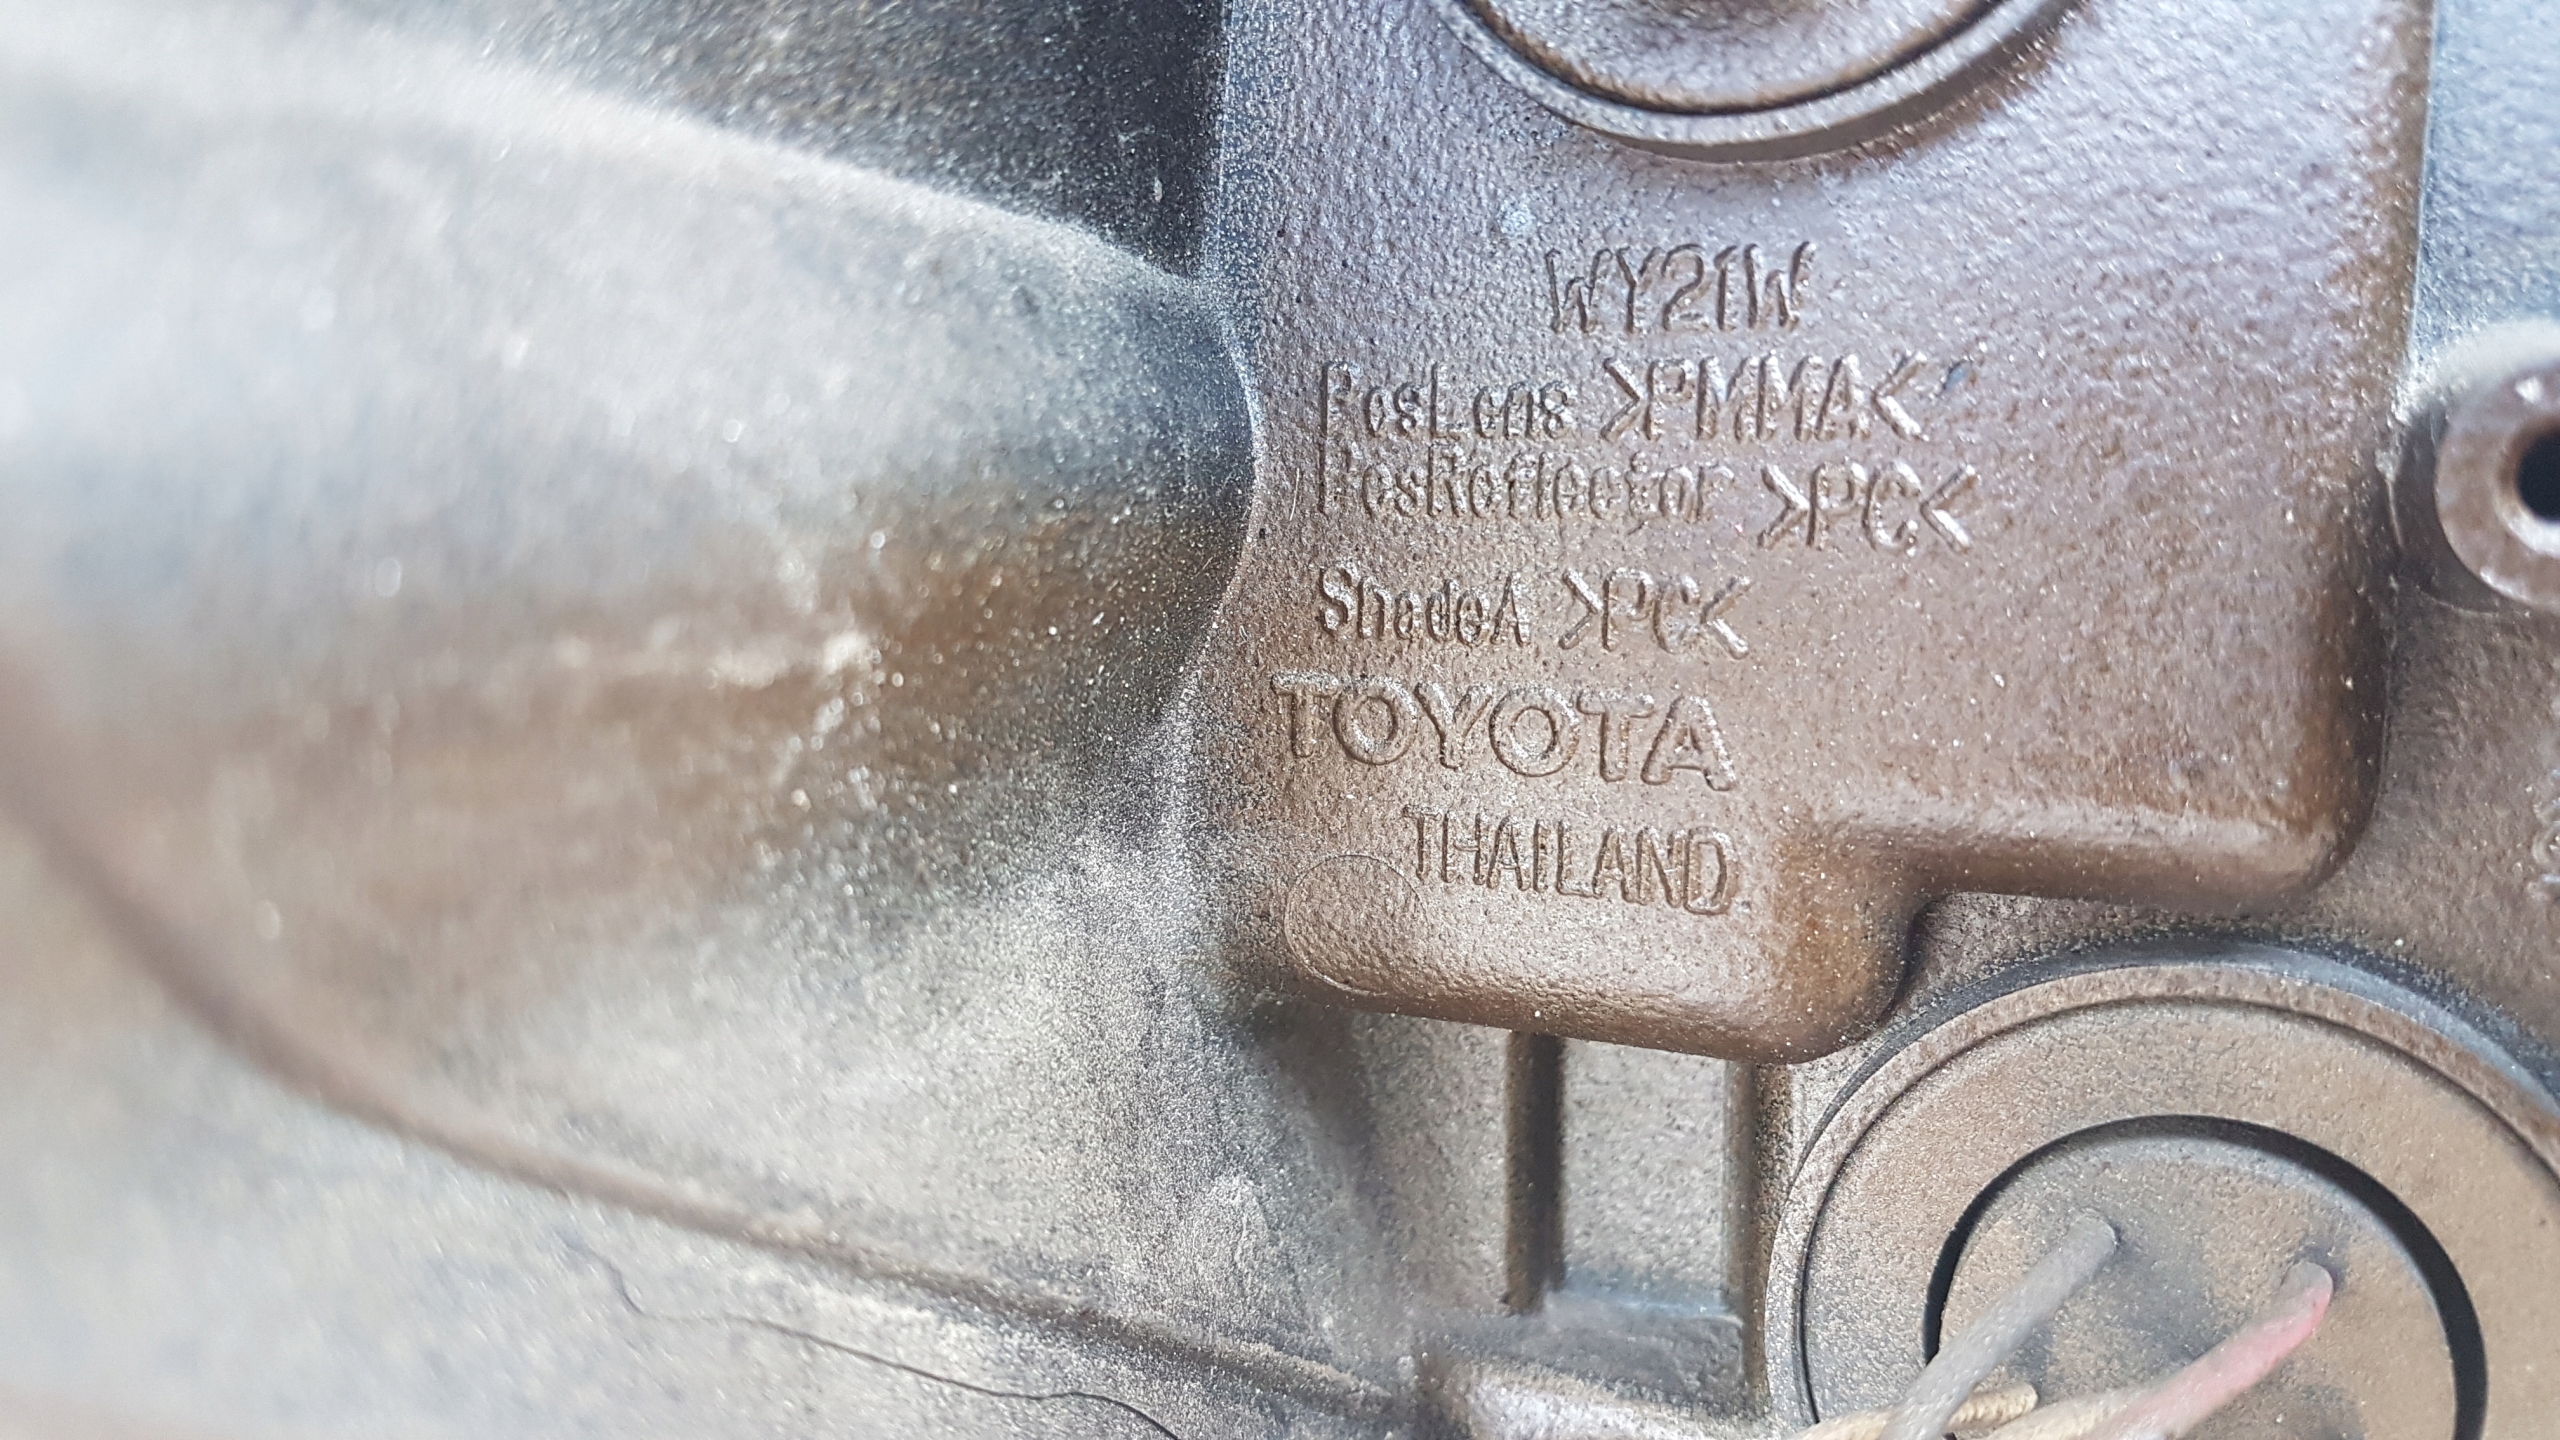 WY21W
PosLens >PMMA<
PosReflector >PC<
ShadeA >PC<
TOYOTA
THAILAND